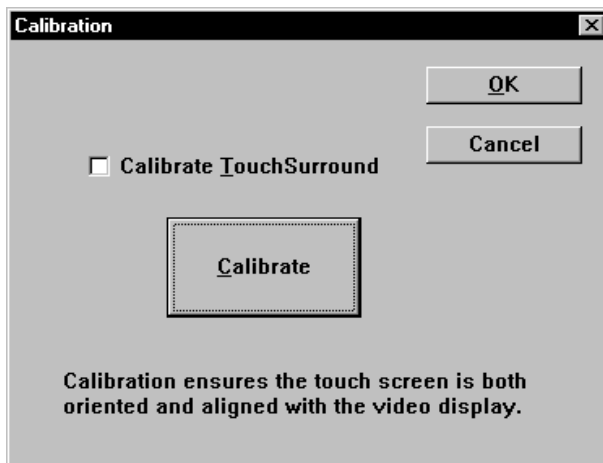 Calibration
OK
Cancel
Calibrate TouchSurround
Calibrate
Calibration ensures the touch screen is both
oriented and aligned with the video display.